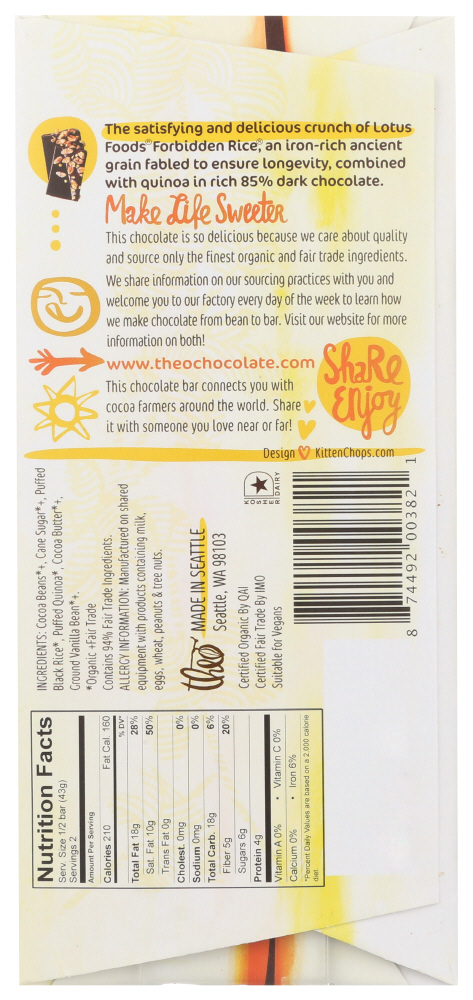 The satisfying and delicious crunch of Lotus
Foods® Forbidden Rice®, an iron-rich ancient
grain fabled to ensure longevity, combined
with quinoa in rich 85% dark chocolate.
Make Life Sweeter
This chocolate is so delicious because we care about quality
and source only the finest organic and fair trade ingredients.
We share information on our sourcing practices with you and
welcome you to our factory every day of the week to learn how
we make chocolate from bean to bar. Visit our website for more
information on both!
www.theochocolate.com
This chocolate bar connects you with
cocoa farmers around the world. Share
it with someone you love near or far!
ShaRe
Enjoy
Design KittenChops.com
INGREDIENTS: Cocoa Beans*+, Cane Sugar*+, Puffed
Black Rice*, Puffed Quinoa*, Cocoa Butter*+,
Ground Vanilla Bean*+.
*Organic +Fair Trade
Contains 94% Fair Trade Ingredients.
ALLERGY INFORMATION: Manufactured on shared
equipment with products containing milk,
eggs, wheat, peanuts & tree nuts.
theo
MADE IN SEATTLE
Seattle, WA 98103
Certified Organic By QAI
Certified Fair Trade By IMO
Suitable for Vegans
KOSHER
DAIRY
8 74492 00382 1
Nutrition Facts
Serv. Size 1/2 bar (43g)
Servings 2
Amount Per Serving
Calories 210 Fat Cal. 160
% DV*
Total Fat 18g 28%
Sat. Fat 10g 50%
Trans Fat 0g
Cholest. 0mg 0%
Sodium 0mg 0%
Total Carb. 18g 6%
Fiber 5g 20%
Sugars 6g
Protein 4g
Vitamin A 0% • Vitamin C 0%
Calcium 0% • Iron 6%
*Percent Daily Values are based on a 2,000 calorie
diet